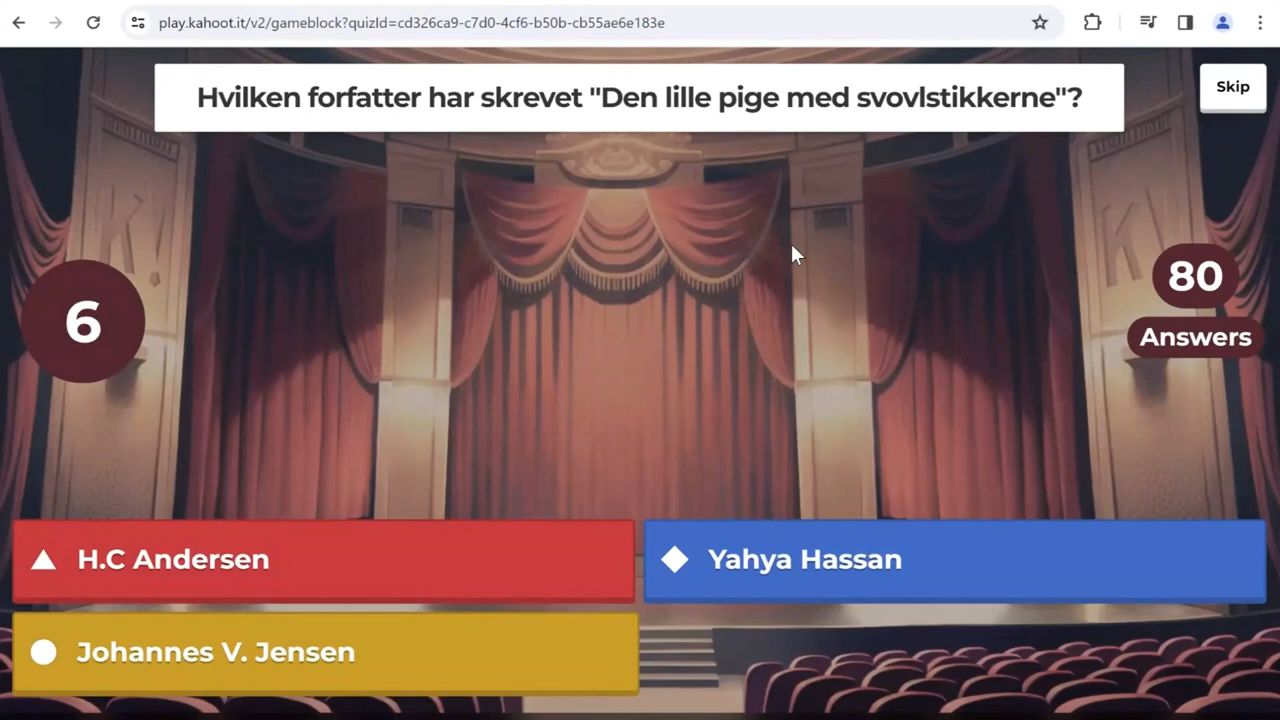 play.kahoot.it/v2/gameblock?quizId=cd326ca9-c7d0-4cf6-b50b-cb55ae6e183e
Hvilken forfatter har skrevet "Den lille pige med svovlstikkerne"?
Skip
K!
K!
6
80
Answers
H.C Andersen
Yahya Hassan
Johannes V. Jensen